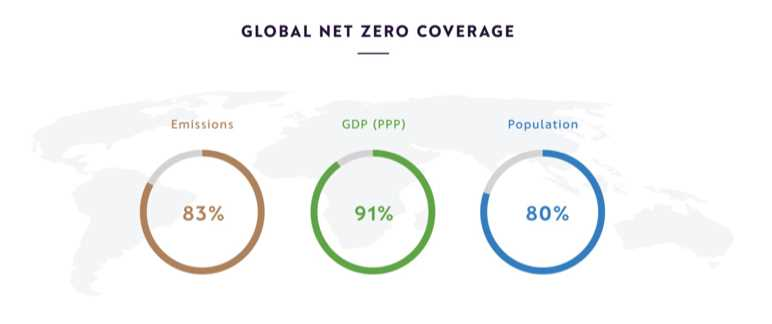 GLOBAL NET ZERO COVERAGE
Emissions
GDP (PPP)
Population
83%
91%
80%